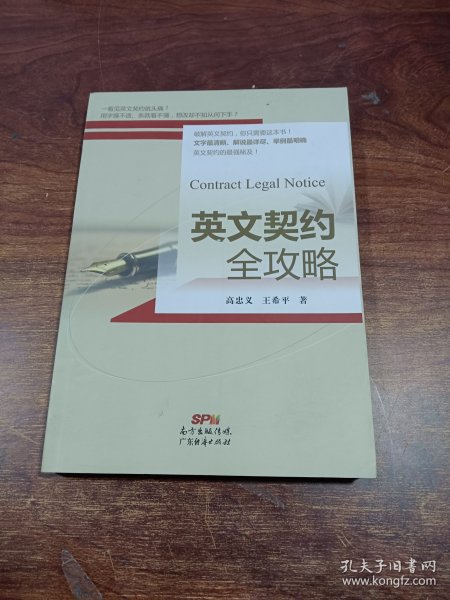 一看见英文契约就头痛？
用字摸不透、条款看不懂，想改却不知从何下手？
破解英文契约，你只需要这本书！
文字最清晰、解说最详尽、举例最明确
英文契约的最强秘及！
Contract Legal Notice
英文契约
全攻略
高忠义 王希平 著
SPM
南方出版传媒
广东经济出版社
孔夫子旧书网
www.kongfz.com